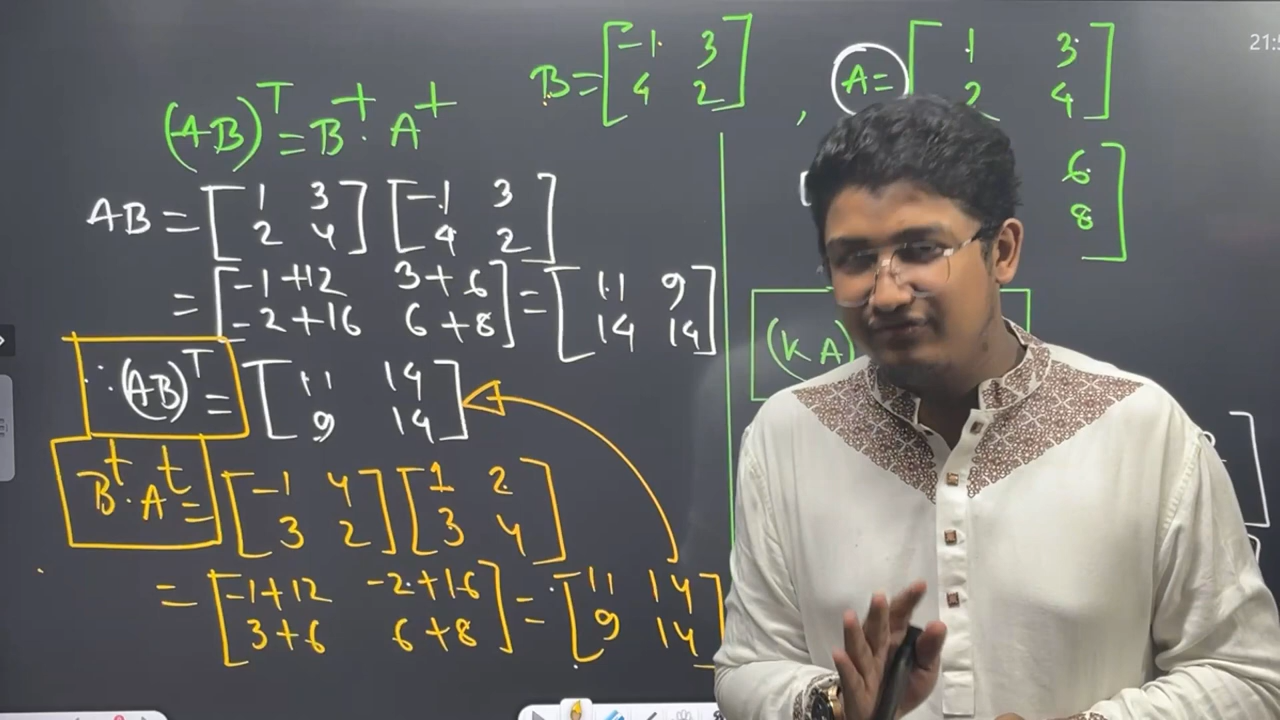 B = [ -1 3 ; 4 2 ] , A = [ 1 3 ; 2 4 ]
21:5
(AB)ᵀ = Bᵗ · Aᵗ
6
8
AB = [ 1 3 ; 2 4 ] [ -1 3 ; 4 2 ]
= [ -1+12 3+6 ; -2+16 6+8 ] = [ 11 9 ; 14 14 ]
(KA)
∴ (AB)ᵀ = [ 11 14 ; 9 14 ]
Bᵗ · Aᵗ = [ -1 4 ; 3 2 ] [ 1 2 ; 3 4 ]
= [ -1+12 -2+16 ; 3+6 6+8 ] = [ 11 14 ; 9 14 ]